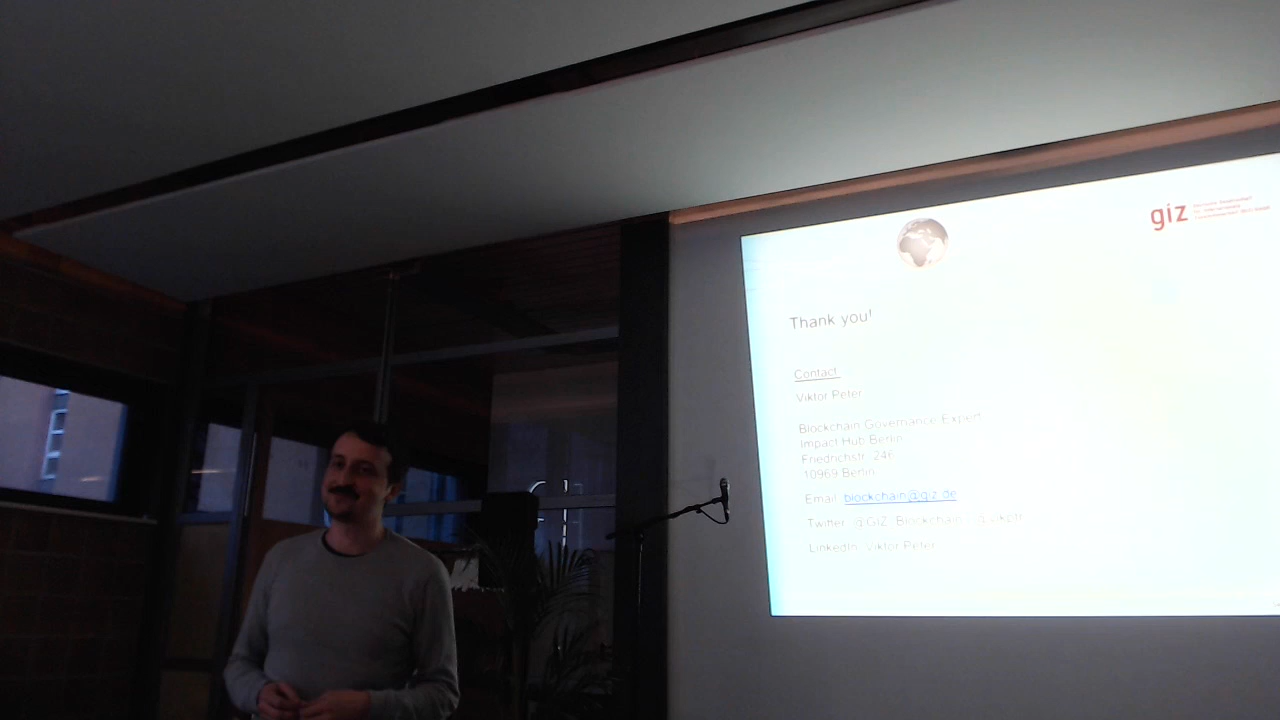 giz
Thank you!
Contact
Viktor Peter
Blockchain Governance Expert
Impact Hub Berlin
Friedrichstr. 246
10969 Berlin
Email: blockchain@giz.de
Twitter: @GIZ_Blockchain
LinkedIn: Viktor Peter